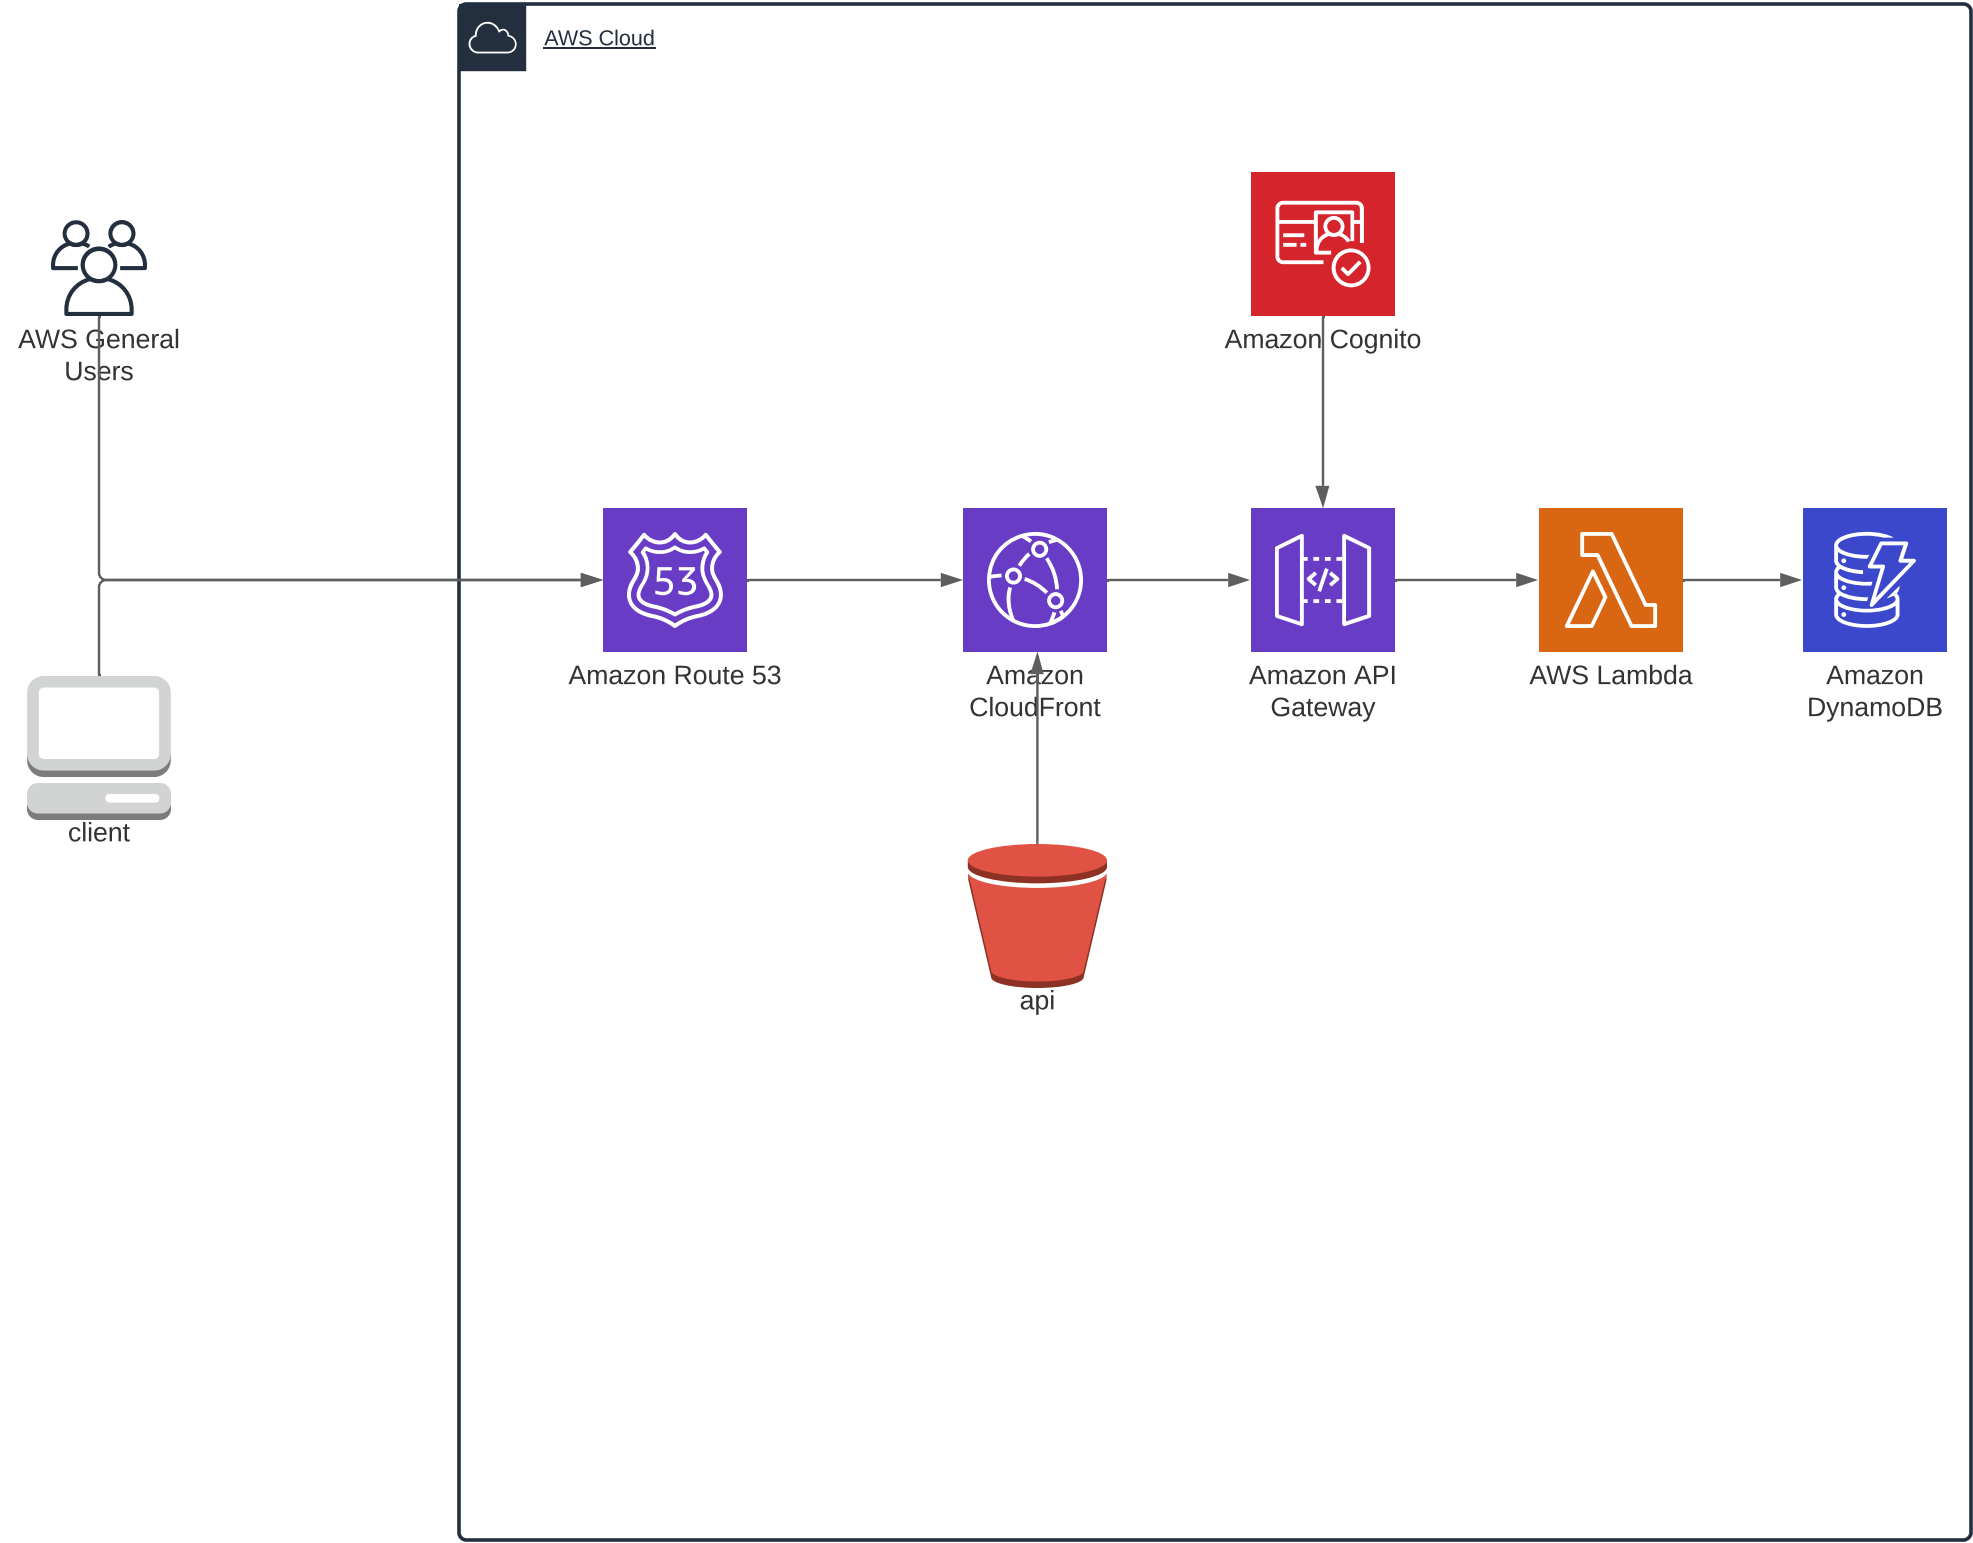 AWS Cloud
AWS General
Users
Amazon Cognito
53
Amazon Route 53
Amazon
CloudFront
Amazon API
Gateway
AWS Lambda
Amazon
DynamoDB
client
api